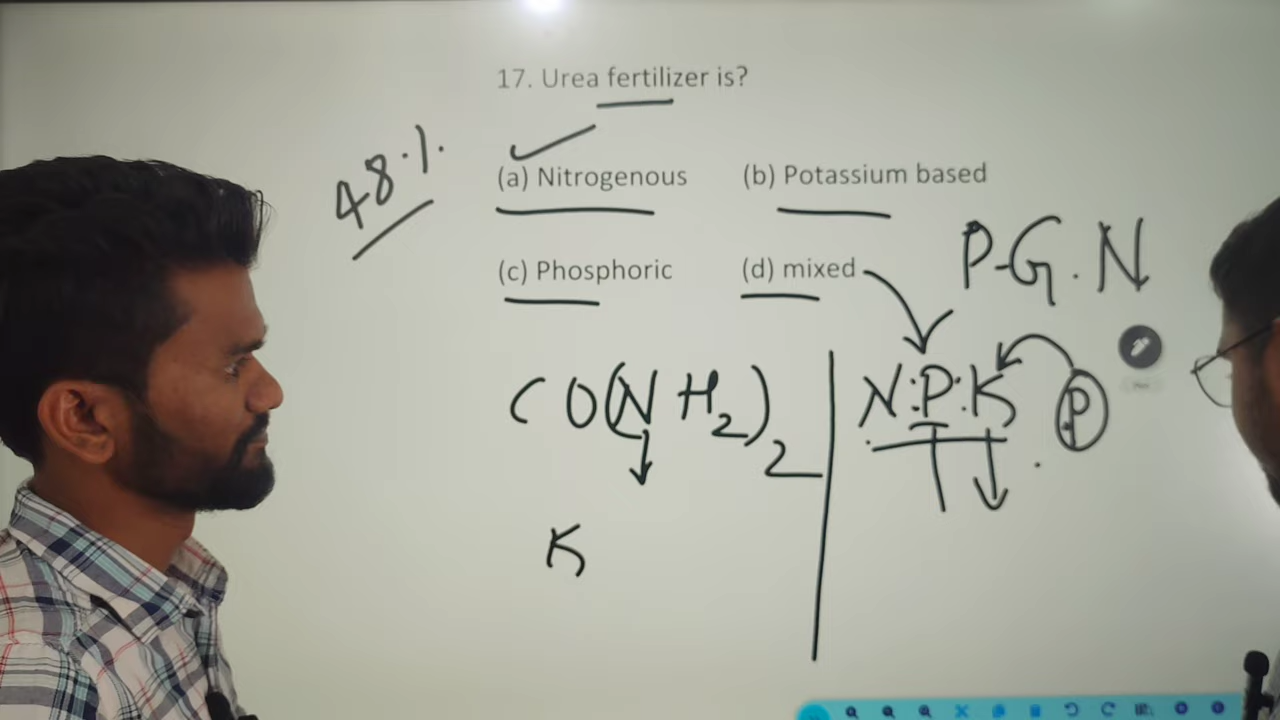 17. Urea fertilizer is?
48%
(a) Nitrogenous (b) Potassium based
(c) Phosphoric (d) mixed
P.G.N
CO(NH2)2
N:P:K
P
K